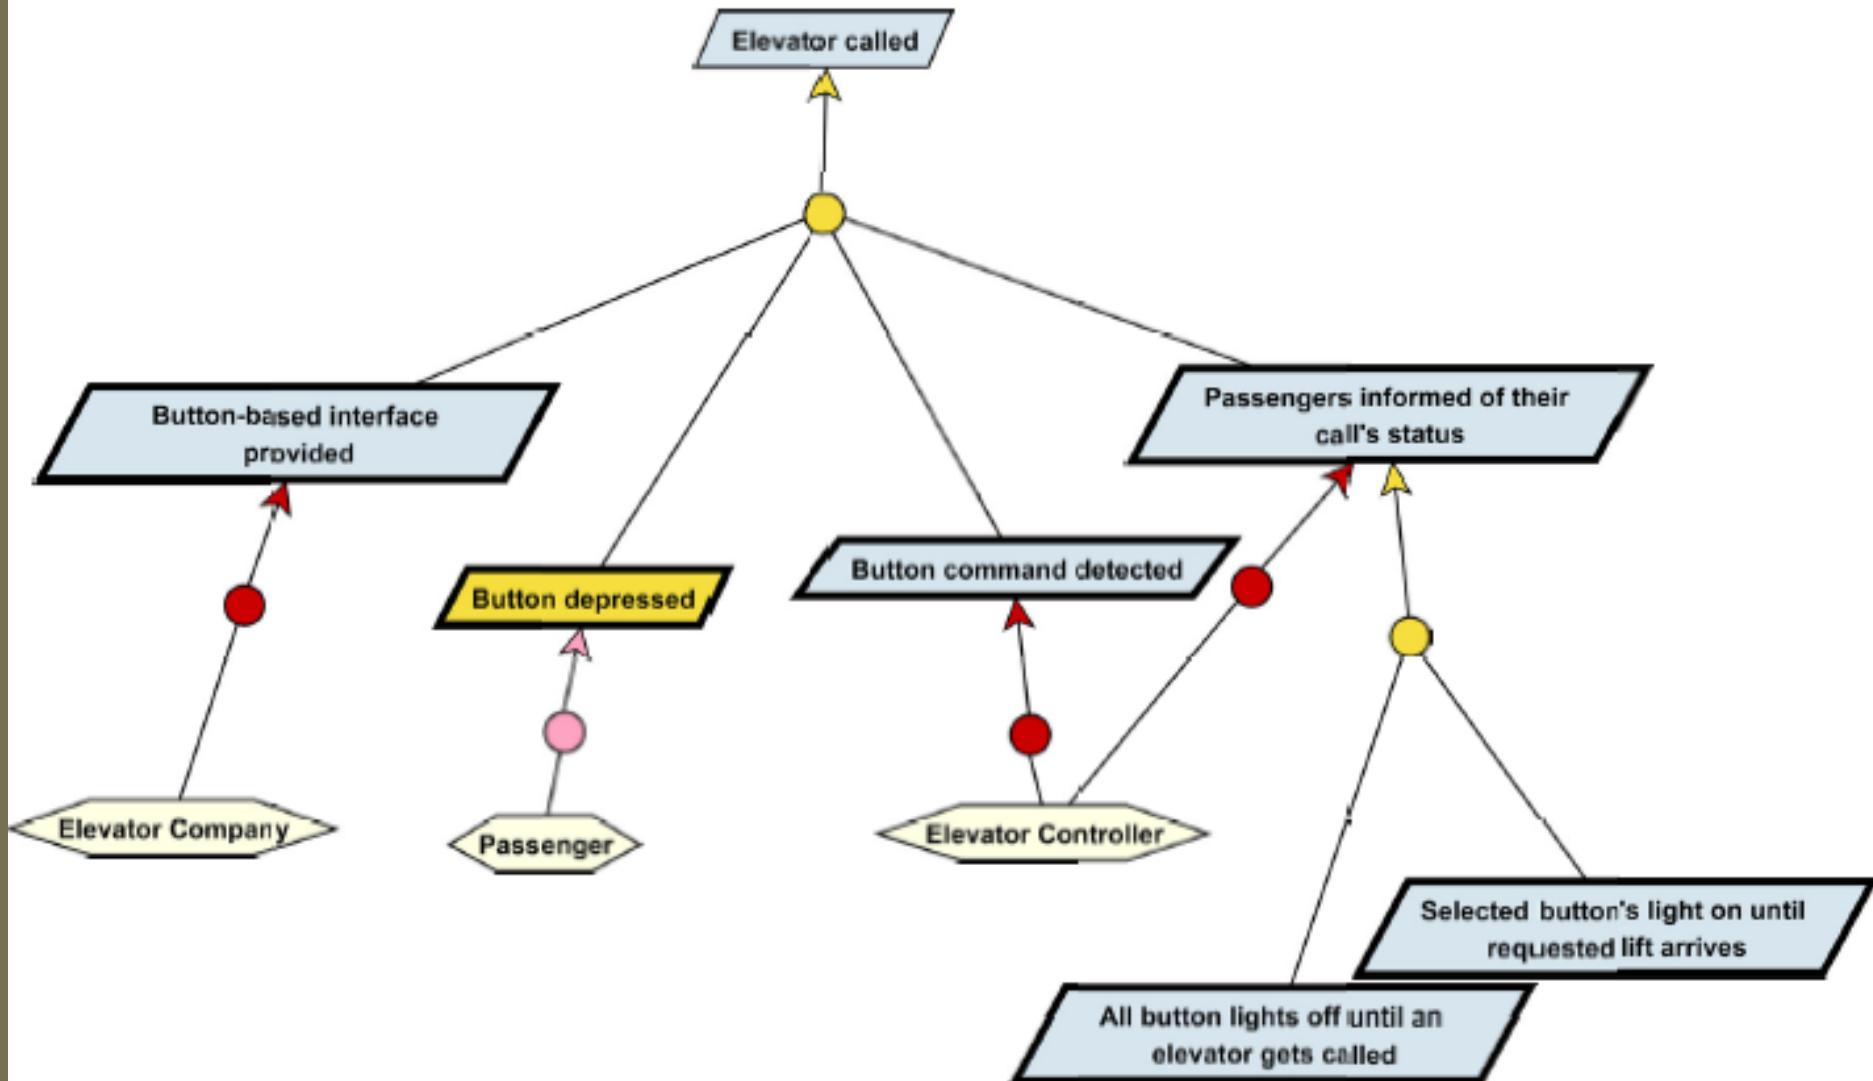 Elevator called
Button-based interface
provided
Passengers informed of their
call's status
Button depressed
Button command detected
Elevator Company
Passenger
Elevator Controller
Selected button's light on until
requested lift arrives
All button lights off until an
elevator gets called